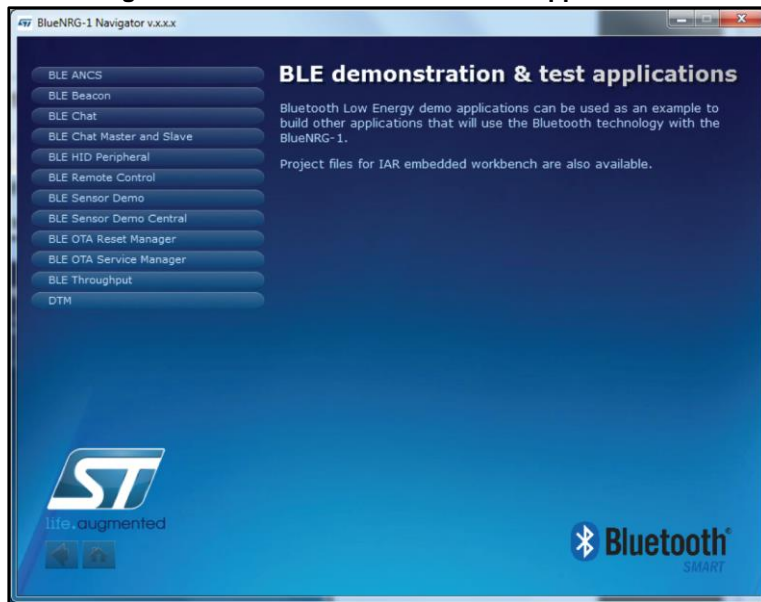 BlueNRG-1 Navigator v.x.x.x
BLE ANCS
BLE Beacon
BLE Chat
BLE Chat Master and Slave
BLE HID Peripheral
BLE Remote Control
BLE Sensor Demo
BLE Sensor Demo Central
BLE OTA Reset Manager
BLE OTA Service Manager
BLE Throughput
DTM
BLE demonstration & test applications
Bluetooth Low Energy demo applications can be used as an example to
build other applications that will use the Bluetooth technology with the
BlueNRG-1.
Project files for IAR embedded workbench are also available.
ST
life.augmented
Bluetooth®
SMART